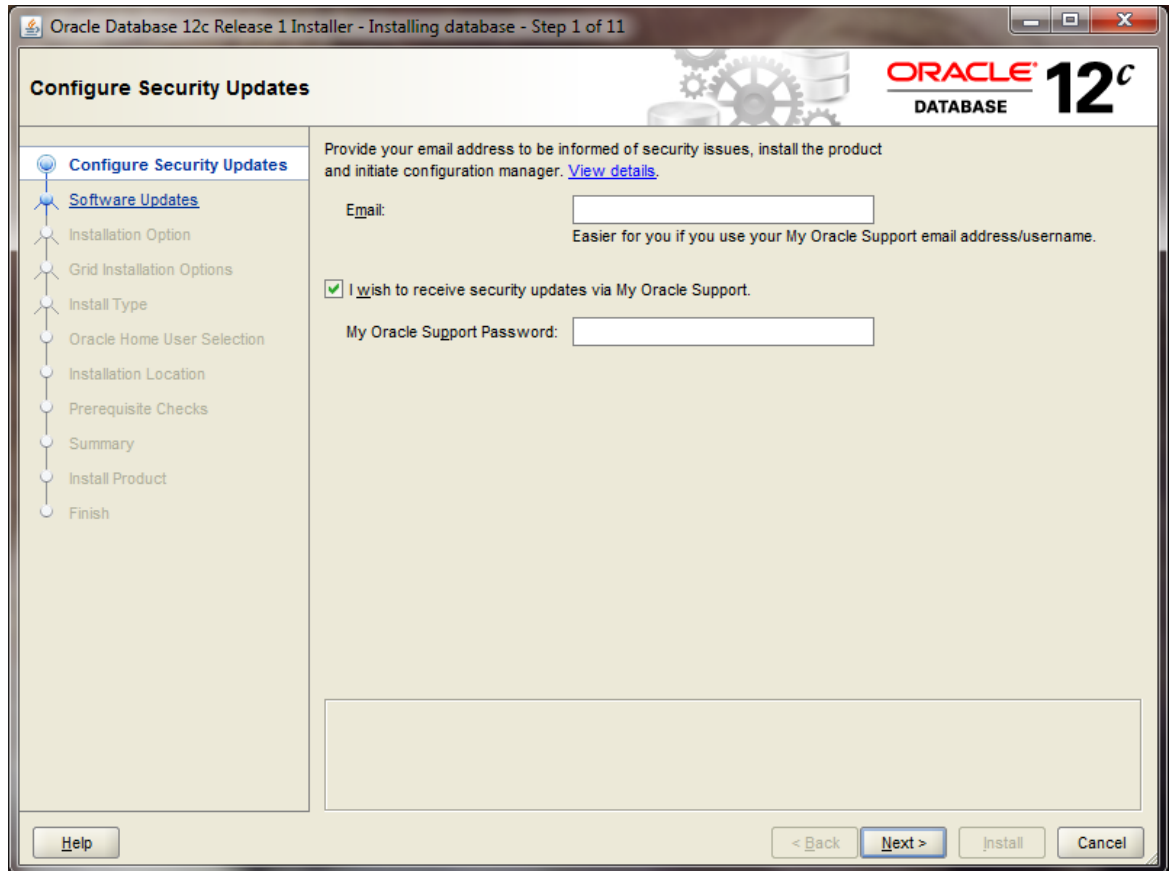 Oracle Database 12c Release 1 Installer - Installing database - Step 1 of 11
Configure Security Updates
ORACLE
DATABASE
12c
Configure Security Updates
Software Updates
Installation Option
Grid Installation Options
Install Type
Oracle Home User Selection
Installation Location
Prerequisite Checks
Summary
Install Product
Finish
Provide your email address to be informed of security issues, install the product
and initiate configuration manager. View details.
Email:
Easier for you if you use your My Oracle Support email address/username.
I wish to receive security updates via My Oracle Support.
My Oracle Support Password:
Help
< Back
Next >
Install
Cancel